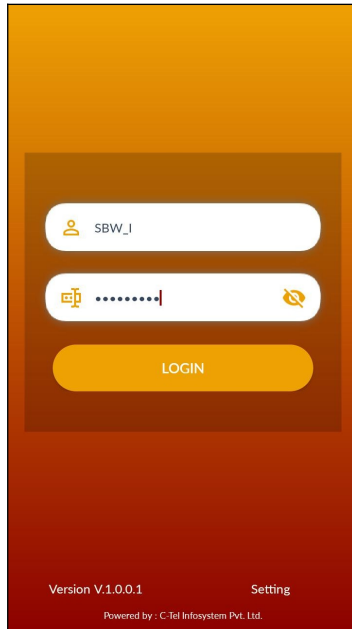 SBW_I
•••••••••
LOGIN
Version V.1.0.0.1 Setting
Powered by : C-Tel Infosystem Pvt. Ltd.